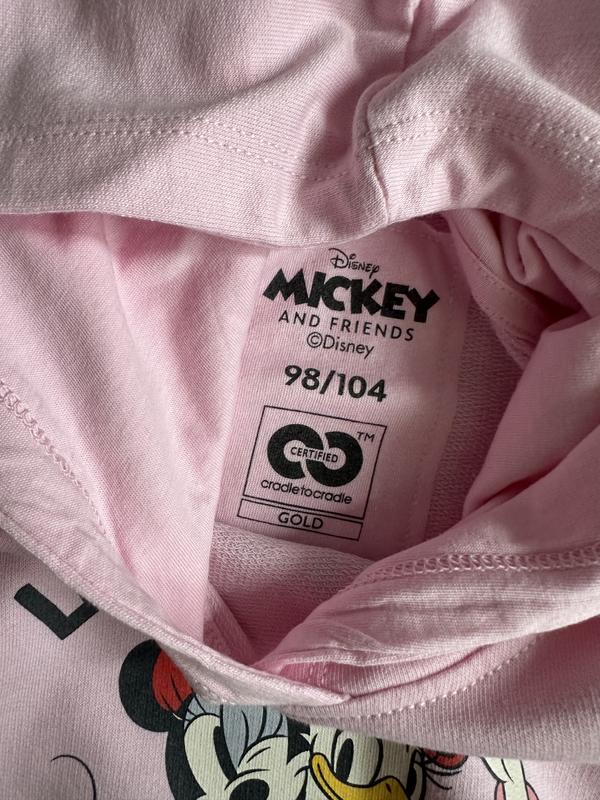 Disney
MICKEY
AND FRIENDS
©Disney
98/104
TM
CERTIFIED
cradletocradle
GOLD
L